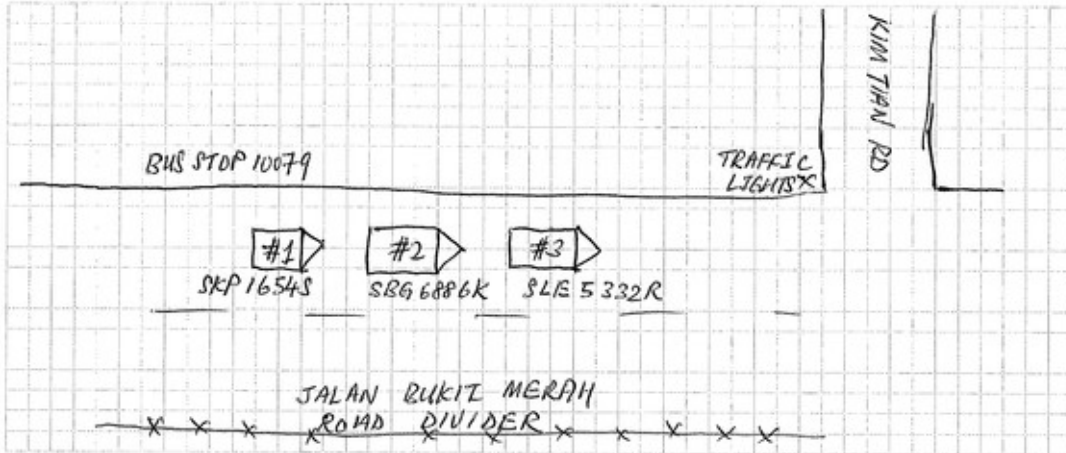 KIM TIAN RD
BUS STOP 10079
TRAFFIC
LIGHTS
#1
#2
#3
SKP 1654S
SBG 6886K
SLE 5332R
JALAN BUKIT MERAH
ROAD DIVIDER